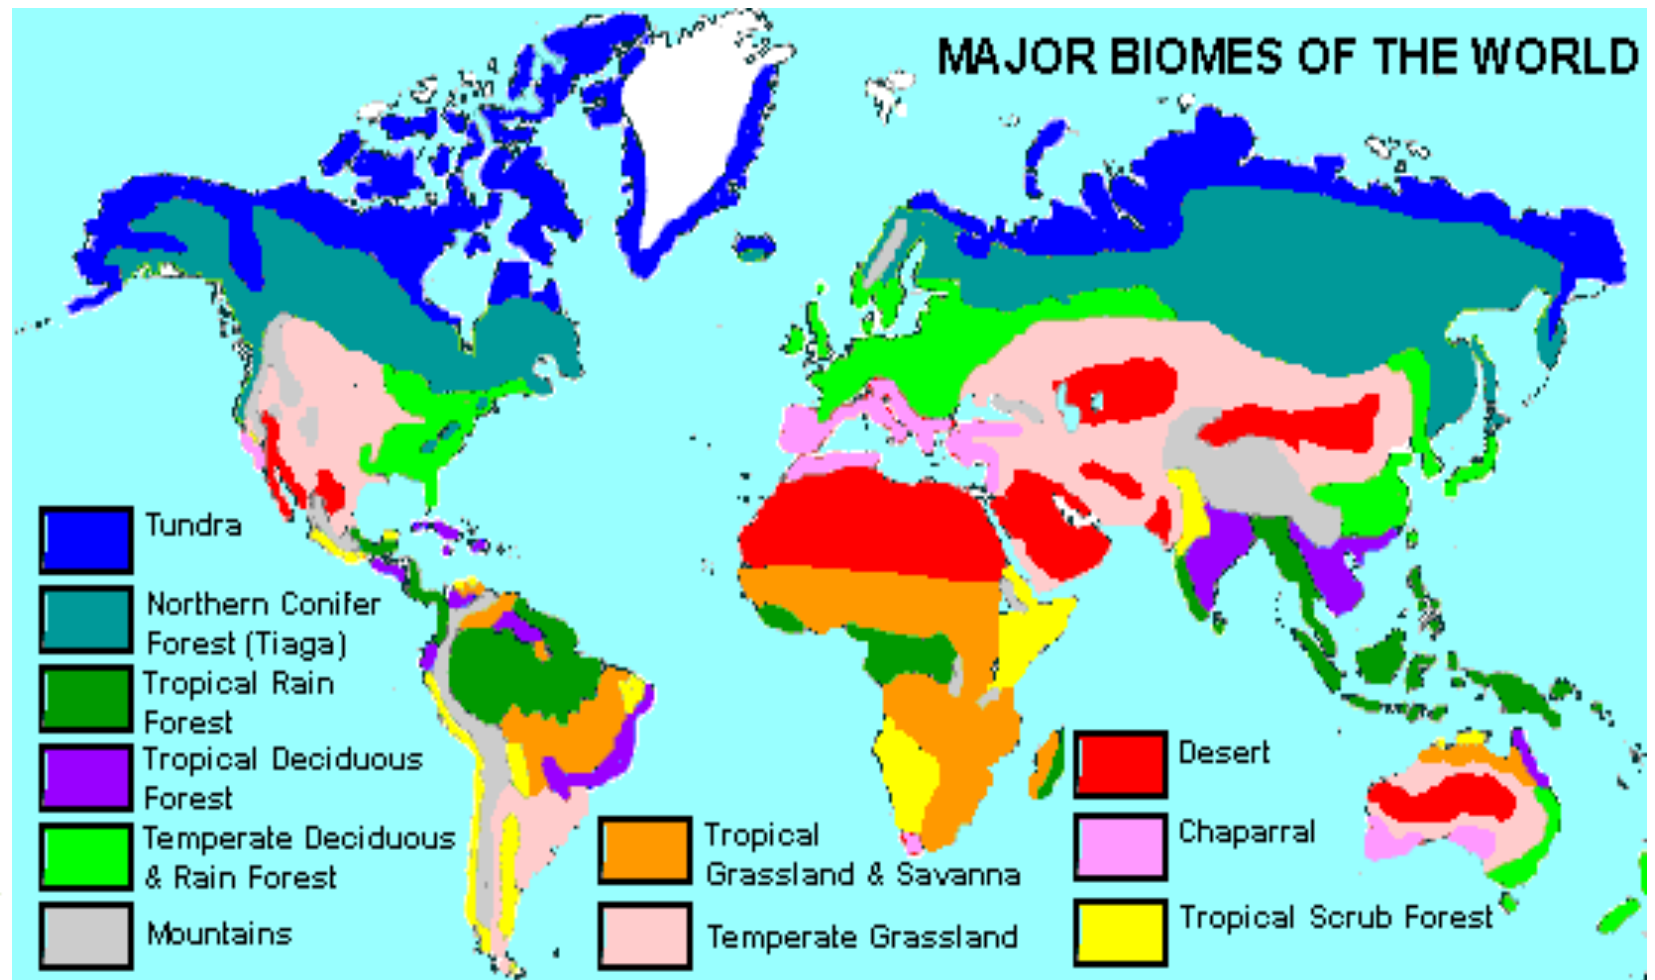 MAJOR BIOMES OF THE WORLD
Tundra
Northern Conifer
Forest (Tiaga)
Tropical Rain
Forest
Tropical Deciduous
Forest
Temperate Deciduous
& Rain Forest
Mountains
Tropical
Grassland & Savanna
Temperate Grassland
Desert
Chaparral
Tropical Scrub Forest